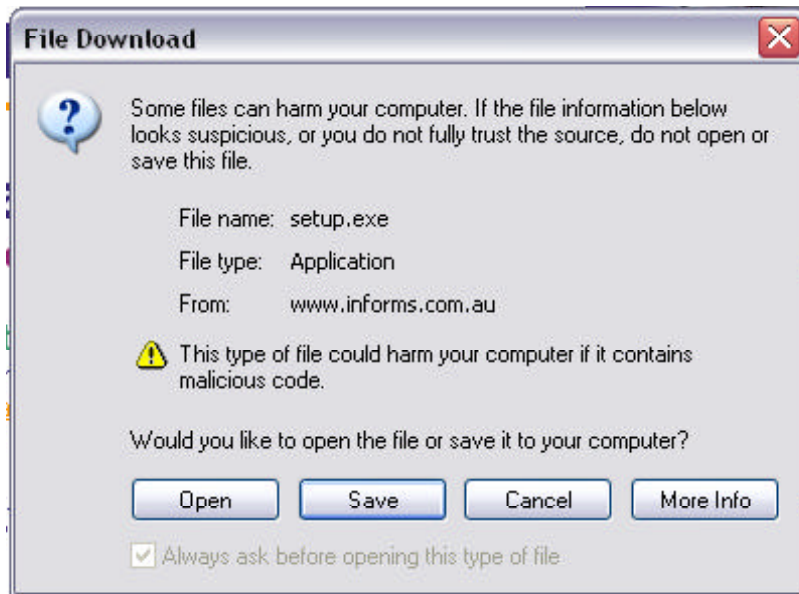 File Download
Some files can harm your computer. If the file information below
looks suspicious, or you do not fully trust the source, do not open or
save this file.
File name: setup.exe
File type: Application
From: www.informs.com.au
This type of file could harm your computer if it contains
malicious code.
Would you like to open the file or save it to your computer?
Open Save Cancel More Info
Always ask before opening this type of file